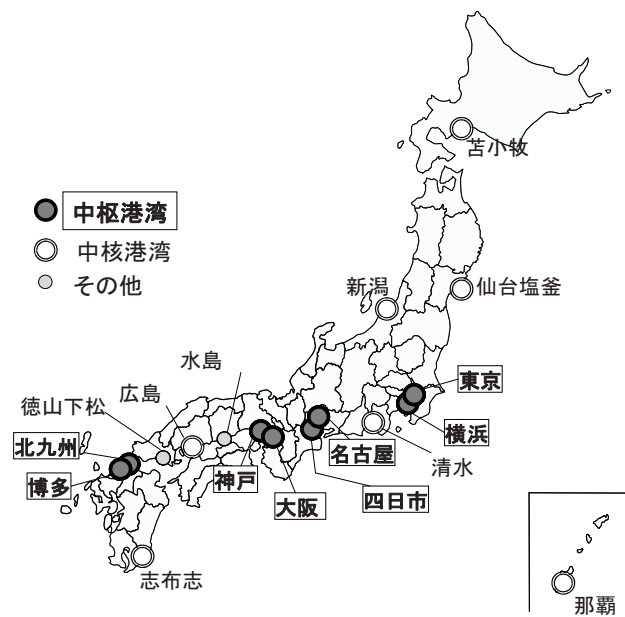 苫小牧
中枢港湾
中核港湾
その他
新潟
仙台塩釜
水島
広島
徳山下松
東京
北九州
横浜
名古屋
清水
博多
神戸
大阪
四日市
志布志
那覇